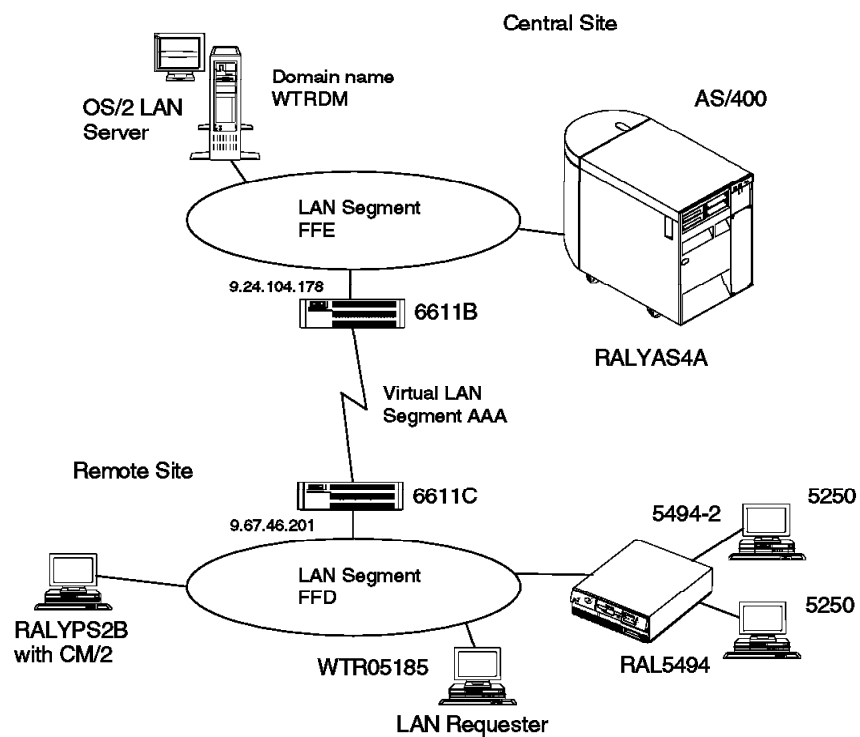 Central Site
Domain name
WTRDM
OS/2 LAN
Server
AS/400
LAN Segment
FFE
9.24.104.178
6611B
RALYAS4A
Virtual LAN
Segment AAA
Remote Site
6611C
9.67.46.201
5494-2
5250
LAN Segment
FFD
RALYPS2B
with CM/2
5250
WTR05185
RAL5494
LAN Requester